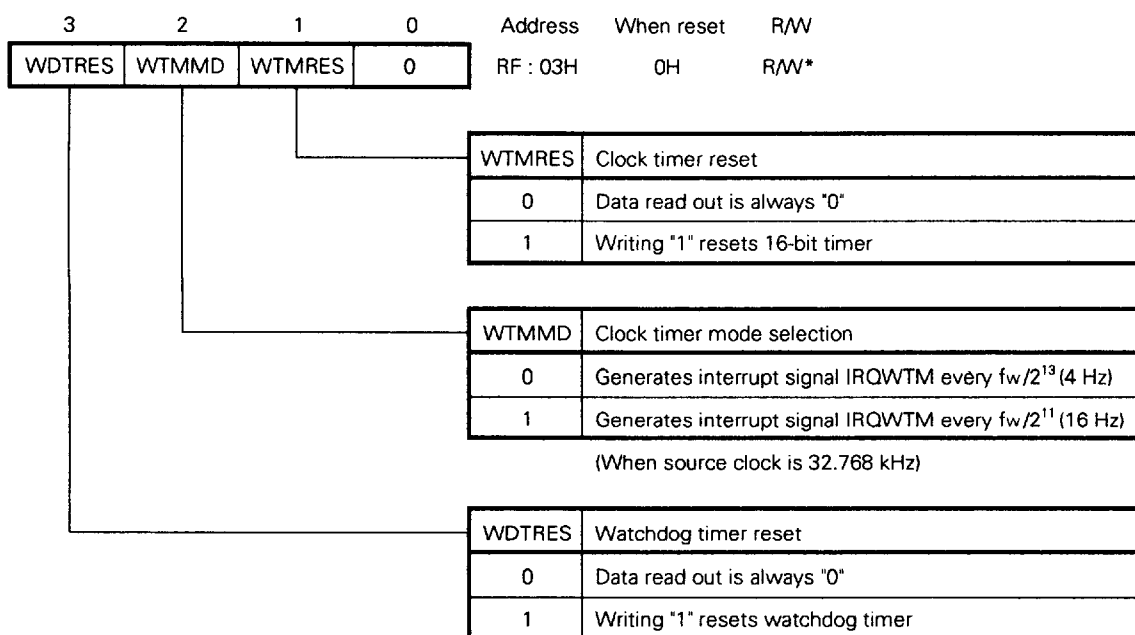 3 2 1 0 Address When reset R/W
WDTRES WTMMD WTMRES 0 RF : 03H 0H R/W*
WTMRES Clock timer reset
0 Data read out is always "0"
1 Writing "1" resets 16-bit timer
WTMMD Clock timer mode selection
0 Generates interrupt signal IRQWTM every fw/2¹³ (4 Hz)
1 Generates interrupt signal IRQWTM every fw/2¹¹ (16 Hz)
(When source clock is 32.768 kHz)
WDTRES Watchdog timer reset
0 Data read out is always "0"
1 Writing "1" resets watchdog timer